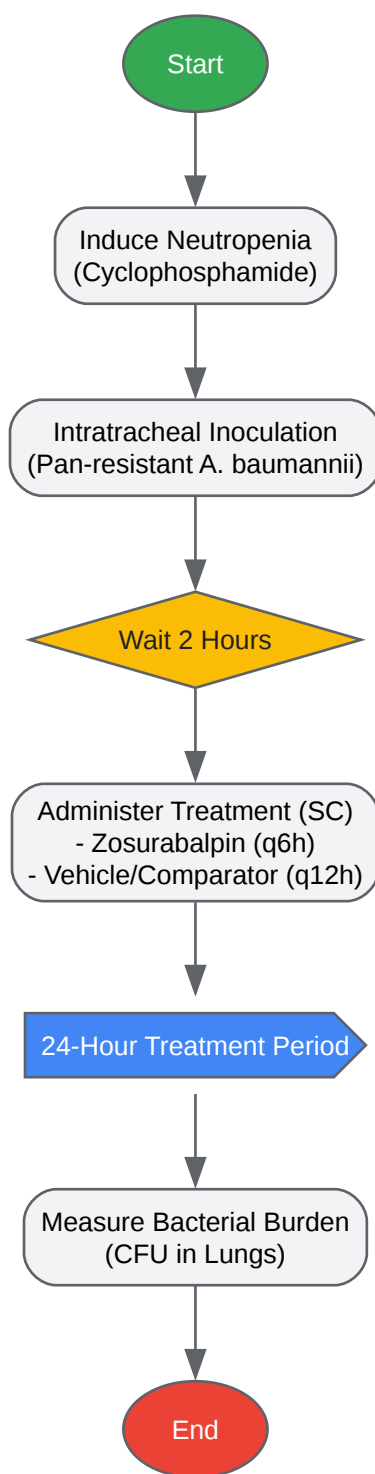 Start
Induce Neutropenia
(Cyclophosphamide)
Intratracheal Inoculation
(Pan-resistant A. baumannii)
Wait 2 Hours
Administer Treatment (SC)
- Zosurabalpin (q6h)
- Vehicle/Comparator (q12h)
24-Hour Treatment Period
Measure Bacterial Burden
(CFU in Lungs)
End